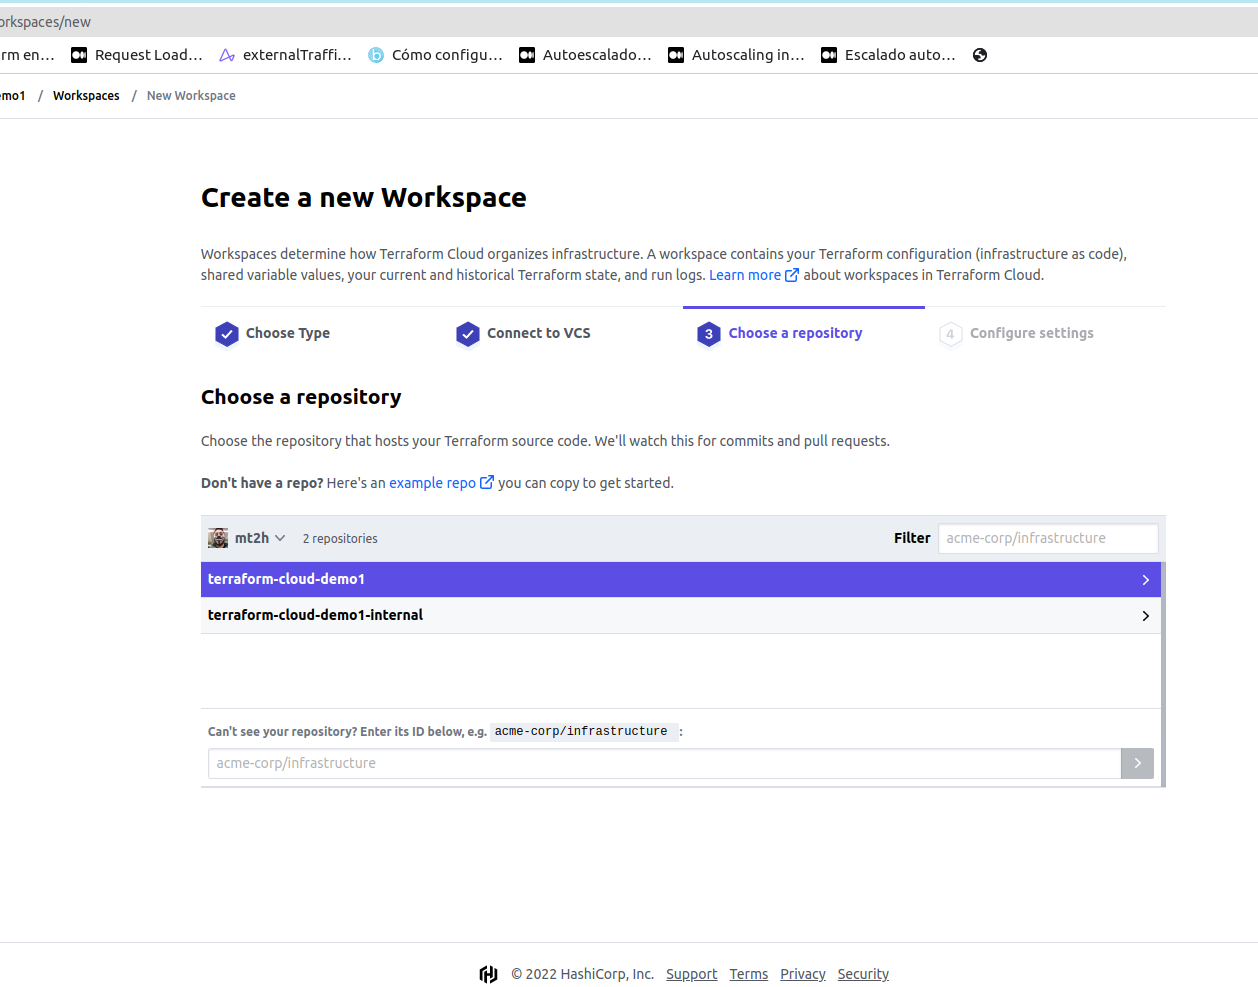 orkspaces/new
rm en... Request Load... externalTraffi... Cómo configu... Autoescalado... Autoscaling in... Escalado auto...
emo1 / Workspaces / New Workspace
Create a new Workspace
Workspaces determine how Terraform Cloud organizes infrastructure. A workspace contains your Terraform configuration (infrastructure as code),
shared variable values, your current and historical Terraform state, and run logs. Learn more about workspaces in Terraform Cloud.
Choose Type Connect to VCS 3 Choose a repository 4 Configure settings
Choose a repository
Choose the repository that hosts your Terraform source code. We'll watch this for commits and pull requests.
Don't have a repo? Here's an example repo you can copy to get started.
mt2h 2 repositories Filter acme-corp/infrastructure
terraform-cloud-demo1
terraform-cloud-demo1-internal
Can't see your repository? Enter its ID below, e.g. acme-corp/infrastructure :
acme-corp/infrastructure
© 2022 HashiCorp, Inc. Support Terms Privacy Security